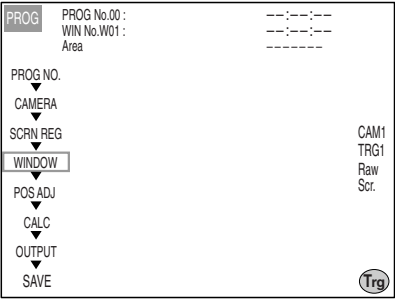 PROG
PROG No.00 : --:--:--
WIN No.W01 : --:--:--
Area -------
PROG NO.
CAMERA
SCRN REG
WINDOW
POS ADJ
CALC
OUTPUT
SAVE
CAM1
TRG1
Raw
Scr.
Trg